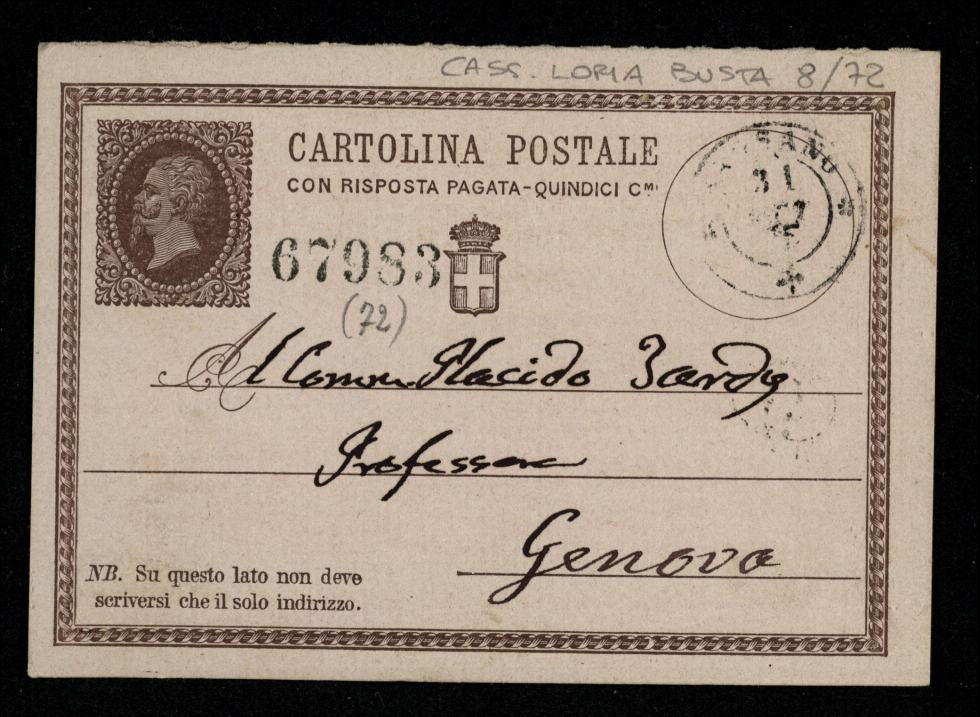 CASS. LORIA BUSTA 8/72
CARTOLINA POSTALE
CON RISPOSTA PAGATA-QUINDICI Cᴹⁱ
31
67983
(72)
Al Comm. Placido Tardy
Professore
Genova
NB. Su questo lato non deve
scriversi che il solo indirizzo.